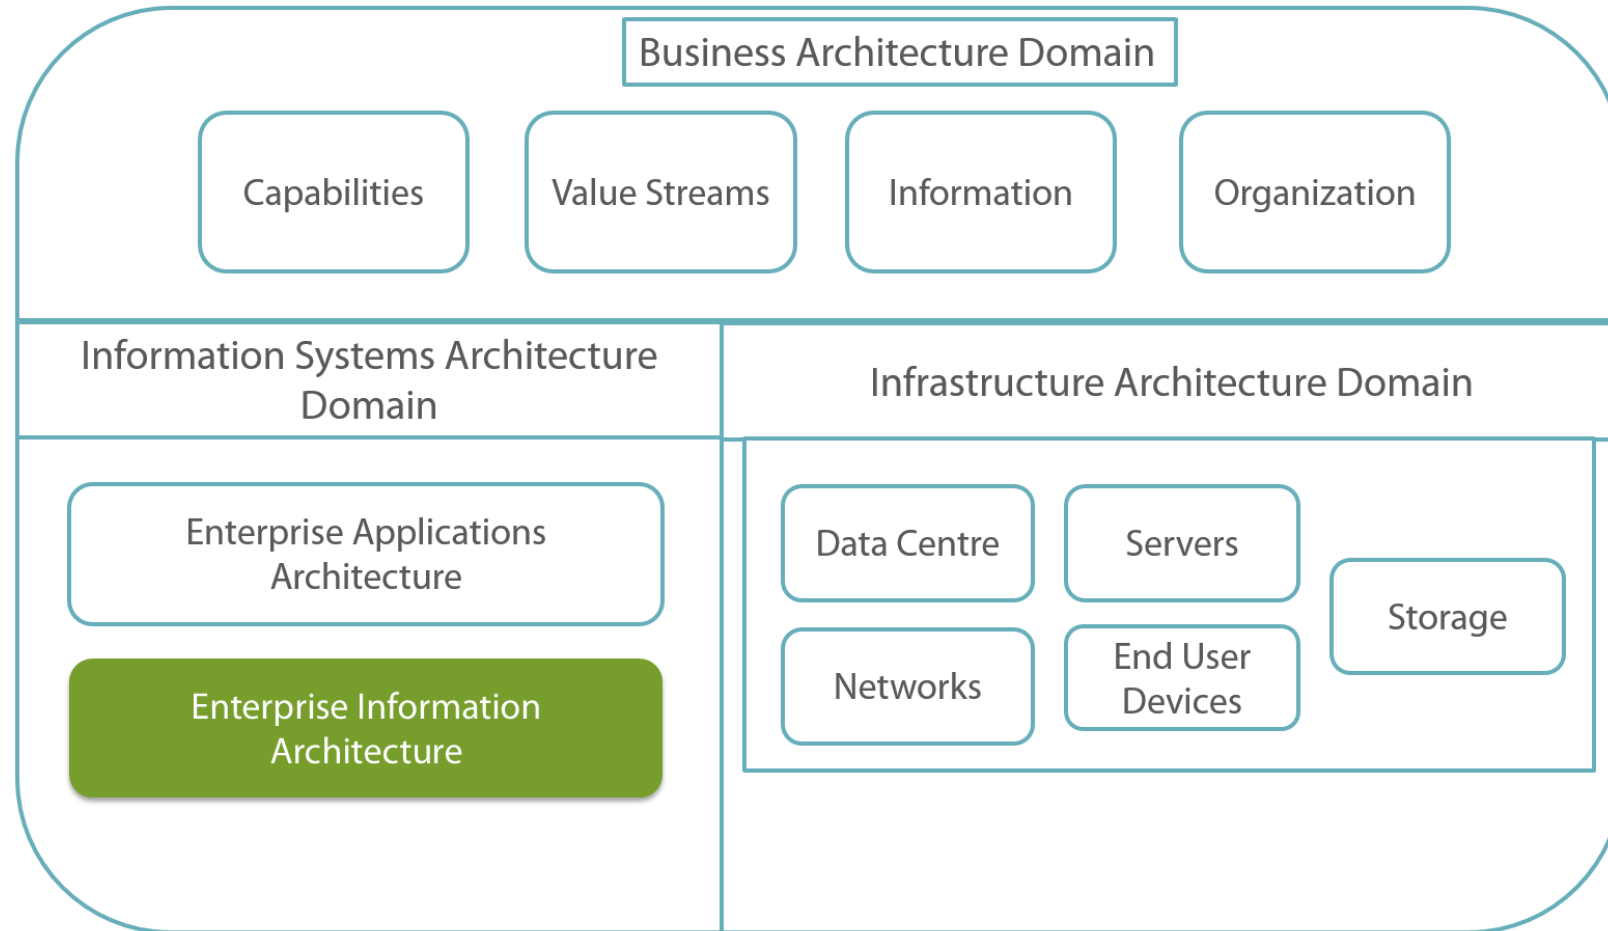 Business Architecture Domain
Capabilities
Value Streams
Information
Organization
Information Systems Architecture
Domain
Infrastructure Architecture Domain
Enterprise Applications
Architecture
Enterprise Information
Architecture
Data Centre
Servers
Storage
Networks
End User
Devices